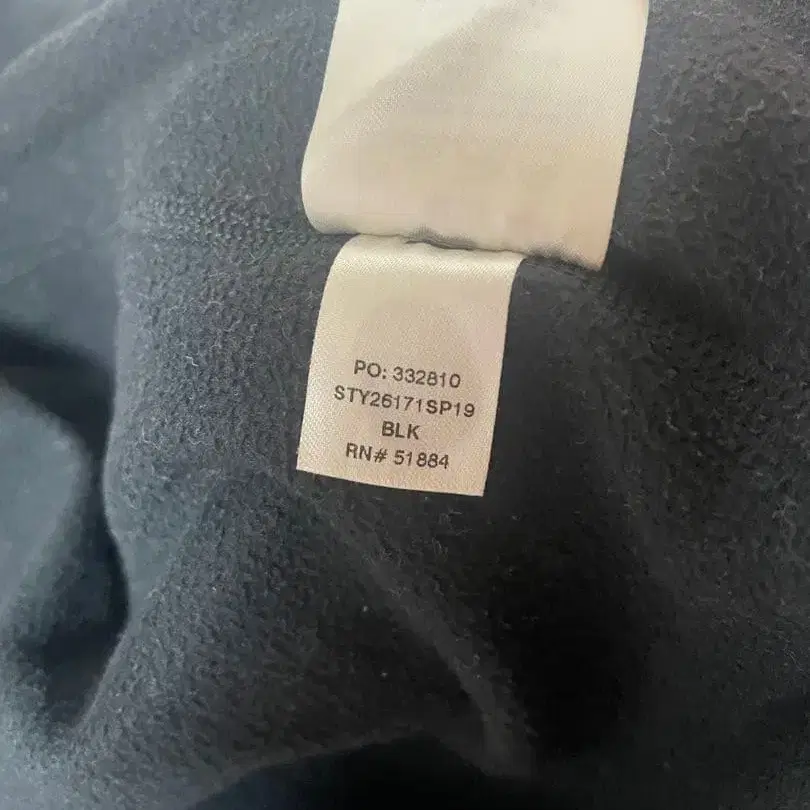 PO: 332810
STY26171SP19
BLK
RN# 51884